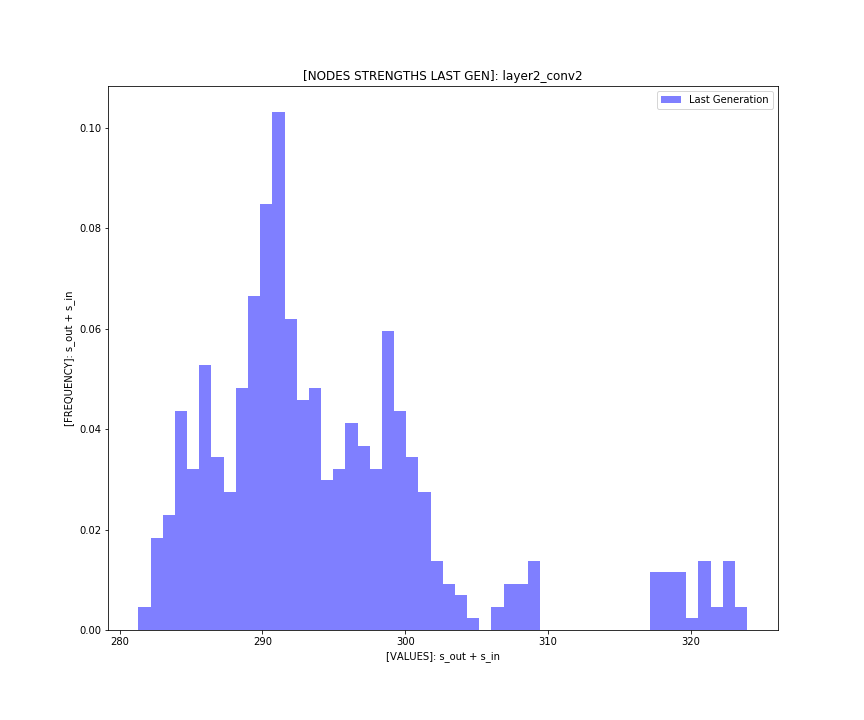 [NODES STRENGTHS LAST GEN]: layer2_conv2
Last Generation
0.10
0.08
0.06
0.04
0.02
0.00
[FREQUENCY]: s_out + s_in
280 290 300 310 320
[VALUES]: s_out + s_in